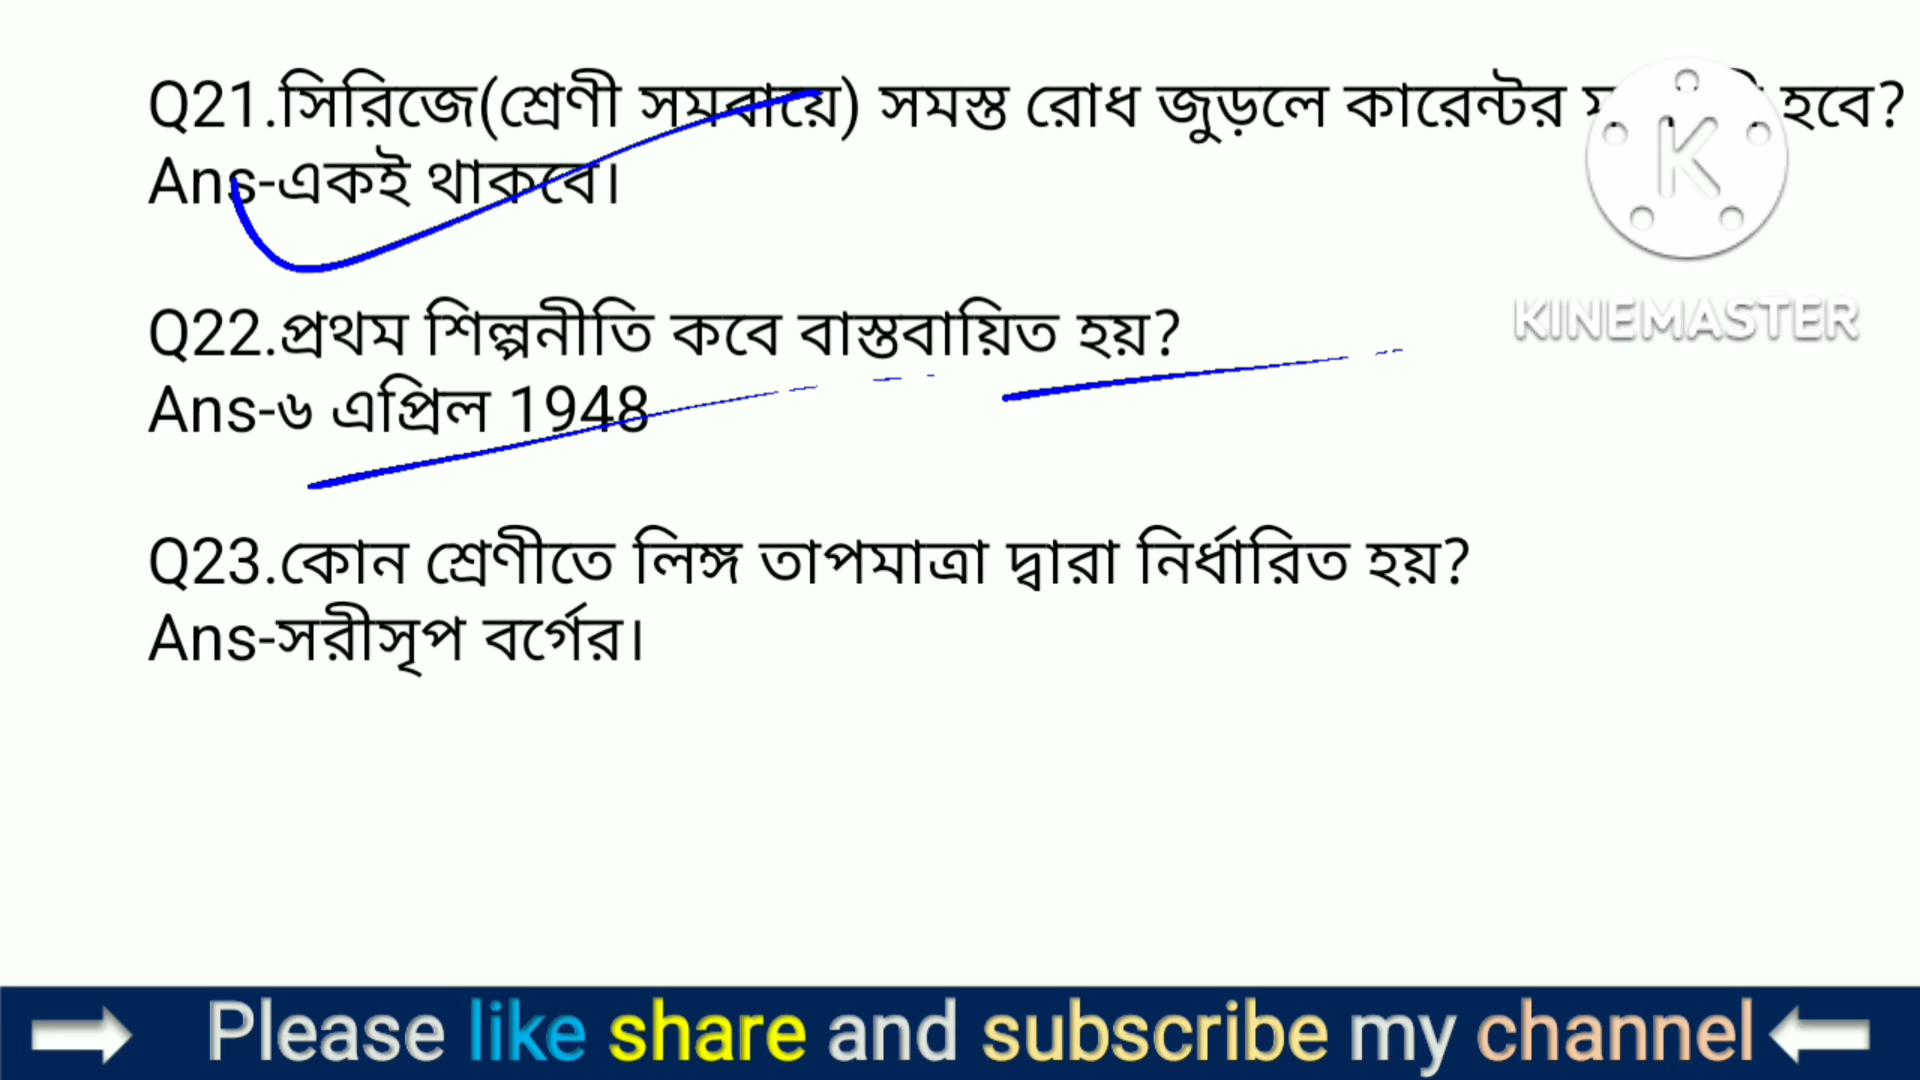 Q21.সিরিজে(শ্রেণী সমবায়ে) সমস্ত রোধ জুড়লে কারেন্টর হবে?
Ans-একই থাকবে।
Q22.প্রথম শিল্পনীতি কবে বাস্তবায়িত হয়?
Ans-৬ এপ্রিল 1948
Q23.কোন শ্রেণীতে লিঙ্গ তাপমাত্রা দ্বারা নির্ধারিত হয়?
Ans-সরীসৃপ বর্গের।
K
KINEMASTER
Please like share and subscribe my channel